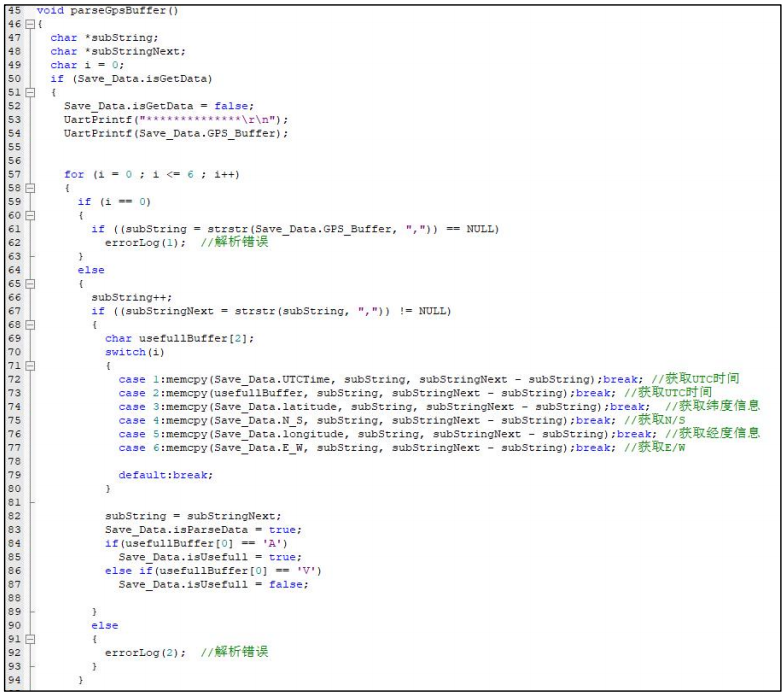 45 void parseGpsBuffer()
46 {
47 char *subString;
48 char *subStringNext;
49 char i = 0;
50 if (Save_Data.isGetData)
51 {
52 Save_Data.isGetData = false;
53 UartPrintf("**************\r\n");
54 UartPrintf(Save_Data.GPS_Buffer);
55
56
57 for (i = 0 ; i <= 6 ; i++)
58 {
59 if (i == 0)
60 {
61 if ((subString = strstr(Save_Data.GPS_Buffer, ",")) == NULL)
62 errorLog(1); //解析错误
63 }
64 else
65 {
66 subString++;
67 if ((subStringNext = strstr(subString, ",")) != NULL)
68 {
69 char usefullBuffer[2];
70 switch(i)
71 {
72 case 1:memcpy(Save_Data.UTCTime, subString, subStringNext - subString);break; //获取UTC时间
73 case 2:memcpy(usefullBuffer, subString, subStringNext - subString);break; //获取UTC时间
74 case 3:memcpy(Save_Data.latitude, subString, subStringNext - subString);break; //获取纬度信息
75 case 4:memcpy(Save_Data.N_S, subString, subStringNext - subString);break; //获取N/S
76 case 5:memcpy(Save_Data.longitude, subString, subStringNext - subString);break; //获取经度信息
77 case 6:memcpy(Save_Data.E_W, subString, subStringNext - subString);break; //获取E/W
78
79 default:break;
80 }
81
82 subString = subStringNext;
83 Save_Data.isParseData = true;
84 if(usefullBuffer[0] == 'A')
85 Save_Data.isUsefull = true;
86 else if(usefullBuffer[0] == 'V')
87 Save_Data.isUsefull = false;
88
89 }
90 else
91 {
92 errorLog(2); //解析错误
93 }
94 }